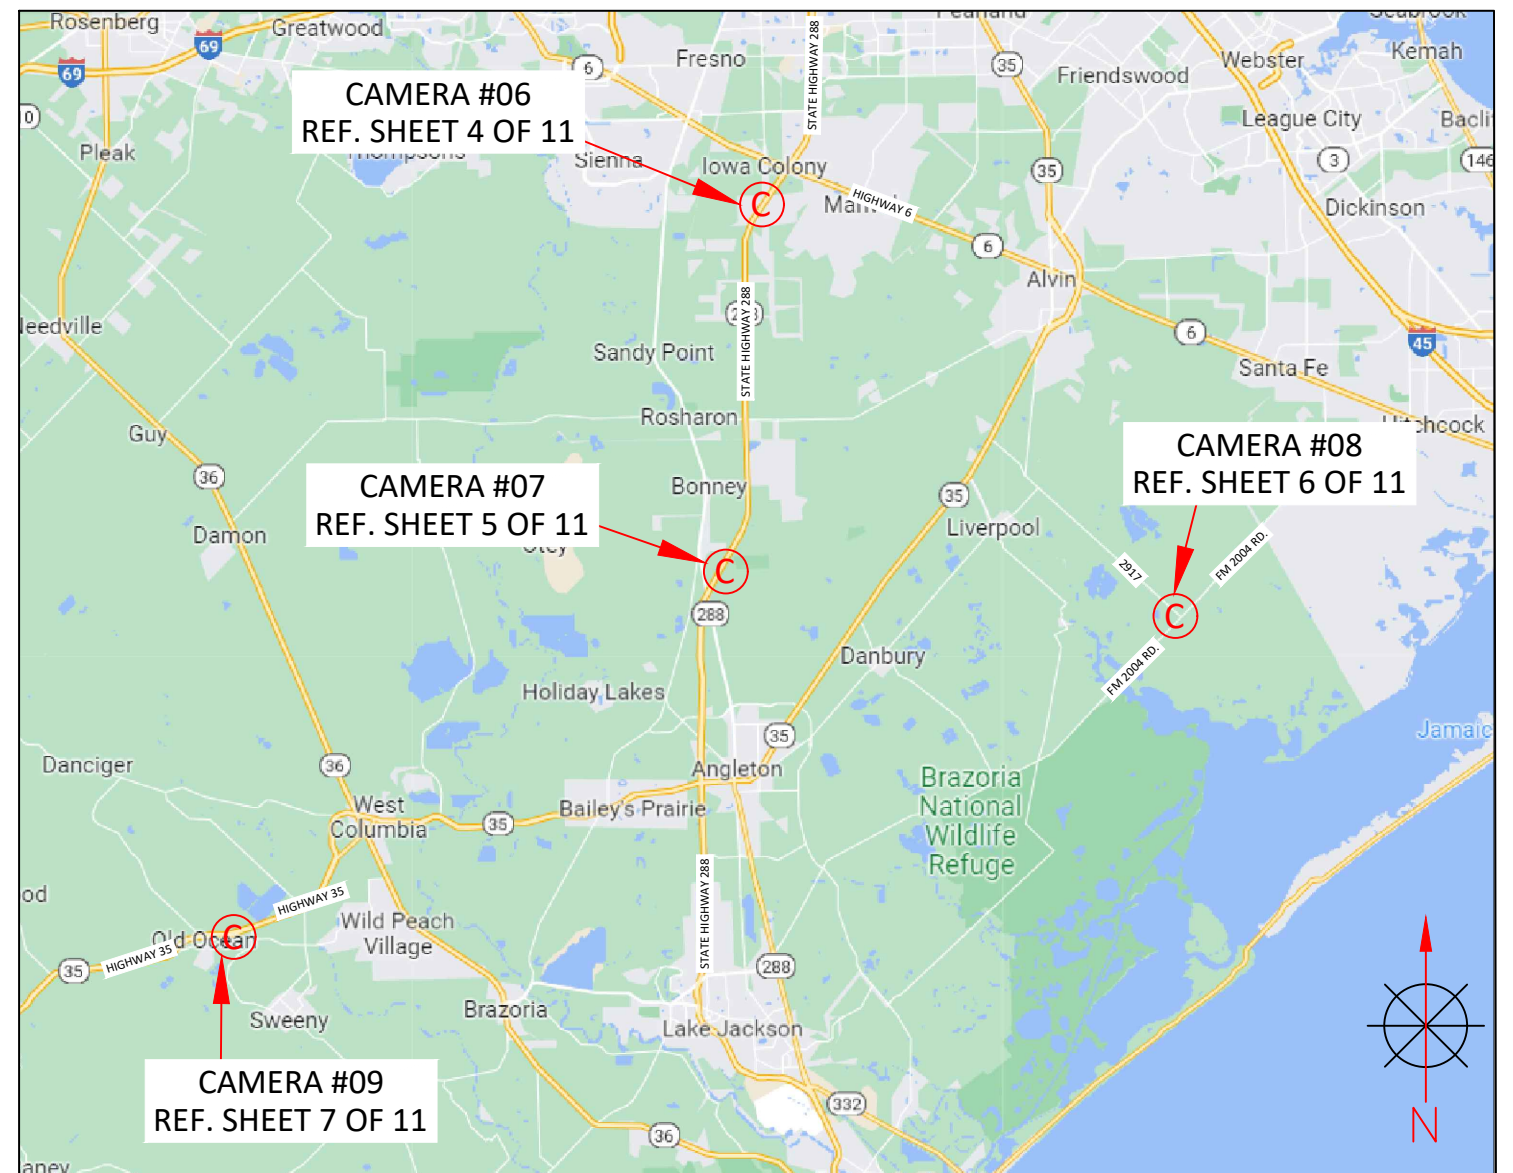 Rosenberg
Greatwood
69
69
6
Fresno
STATE HIGHWAY 288
35
Friendswood
Webster
Kemah
CAMERA #06
REF. SHEET 4 OF 11
League City
Pleak
Sienna
Iowa Colony
35
3
146
C
HIGHWAY 6
Dickinson
6
Alvin
288
STATE HIGHWAY 288
6
45
Sandy Point
Santa Fe
Rosharon
Guy
CAMERA #08
REF. SHEET 6 OF 11
36
CAMERA #07
REF. SHEET 5 OF 11
Bonney
35
Liverpool
Damon
2917
FM 2004 RD.
C
C
288
FM 2004 RD.
Danbury
Holiday Lakes
35
Danciger
36
Angleton
Brazoria
National
Wildlife
Refuge
West
Columbia
35
Bailey's Prairie
STATE HIGHWAY 288
HIGHWAY 35
Wild Peach
Village
Old Ocean
C
HIGHWAY 35
35
288
Sweeny
Brazoria
Lake Jackson
CAMERA #09
REF. SHEET 7 OF 11
332
36
N